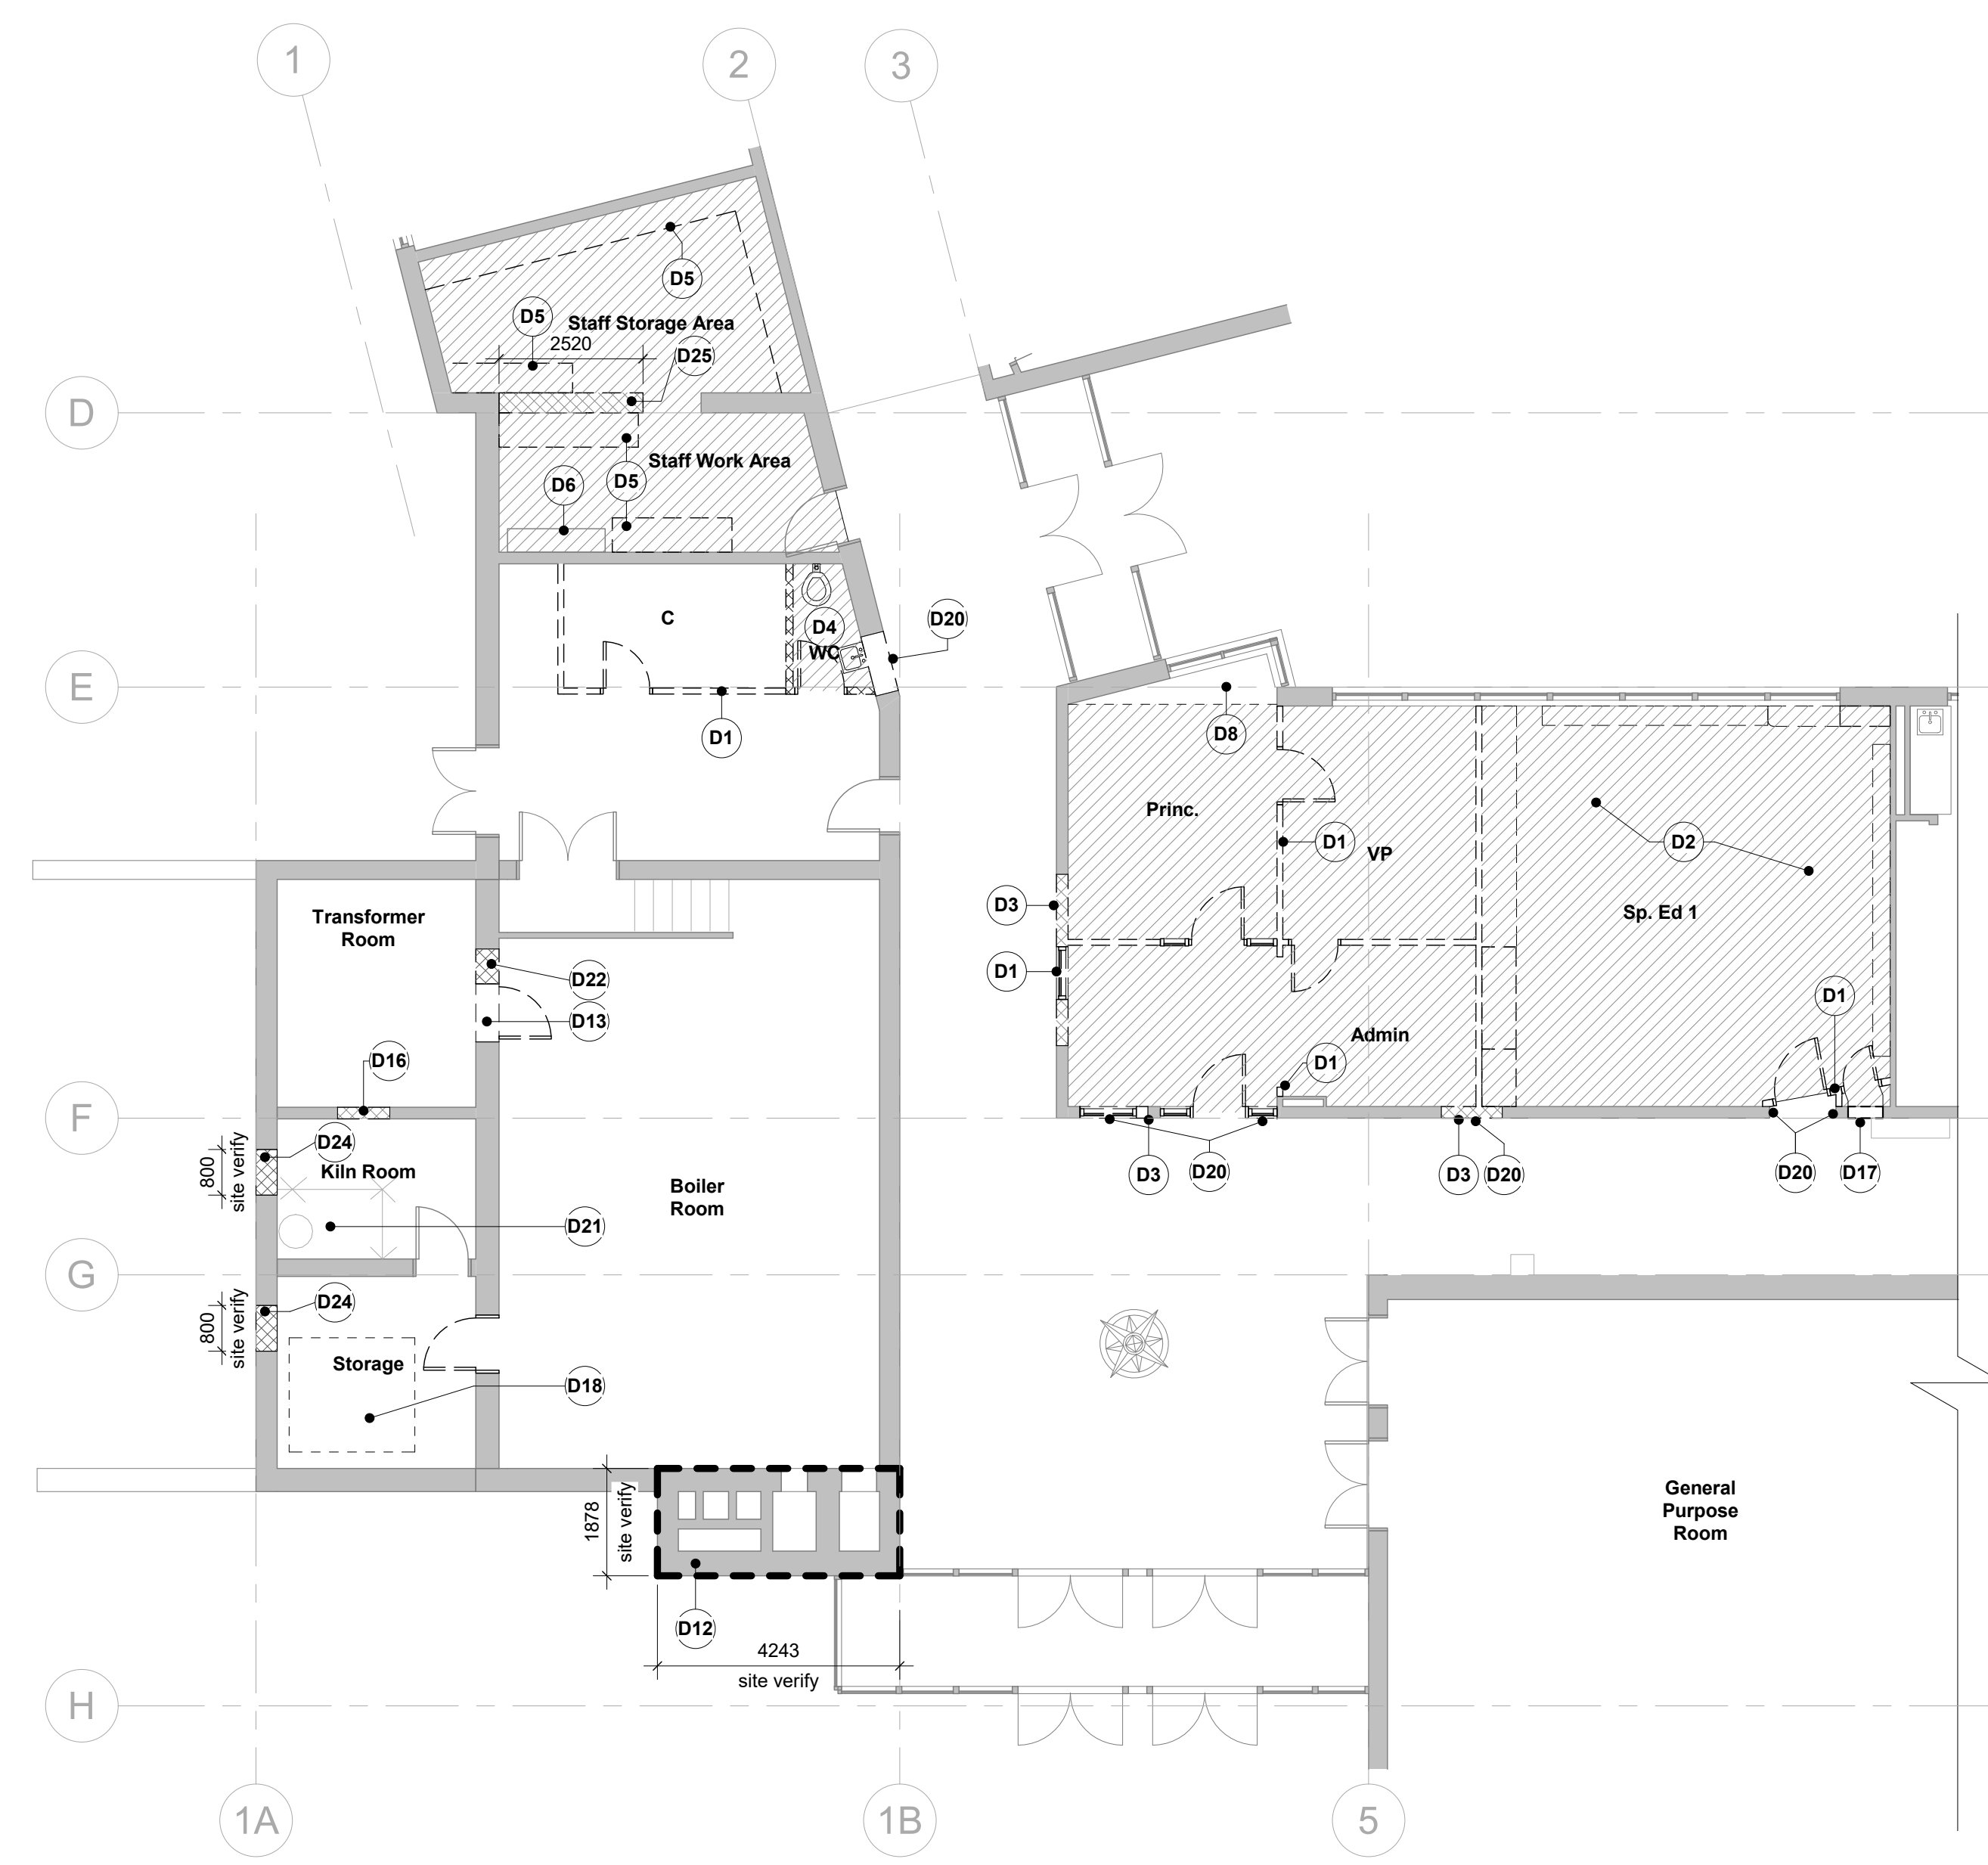 1
2
3
D5
D5
Staff Storage Area
2520
D25
D
Staff Work Area
D6
D5
C
D4
D20
WC
E
D1
D8
Princ.
D1
VP
D2
D3
Sp. Ed 1
Transformer
Room
D22
D1
D13
D1
Admin
D16
D1
F
D24
800
site verify
Kiln Room
D3
D20
D3
D20
D20
D17
Boiler
Room
D21
G
D24
800
site verify
Storage
D18
General
Purpose
Room
1878
site verify
D12
4243
site verify
H
1A
1B
5